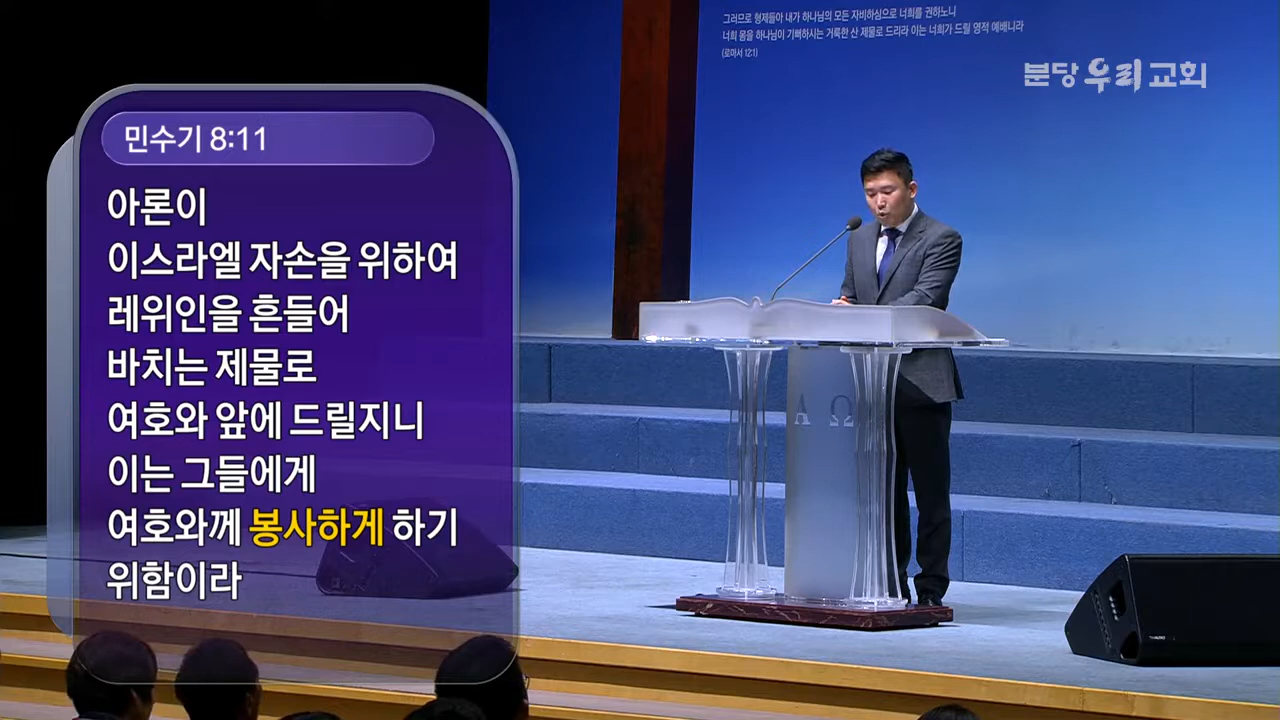 그러므로 형제들아 내가 하나님의 모든 자비하심으로 너희를 권하노니
너희 몸을 하나님이 기뻐하시는 거룩한 산 제물로 드리라 이는 너희가 드릴 영적 예배니라
(로마서 12:1)
분당우리교회
민수기 8:11
아론이
이스라엘 자손을 위하여
레위인을 흔들어
바치는 제물로
여호와 앞에 드릴지니
이는 그들에게
여호와께 봉사하게 하기
위함이라
Α Ω